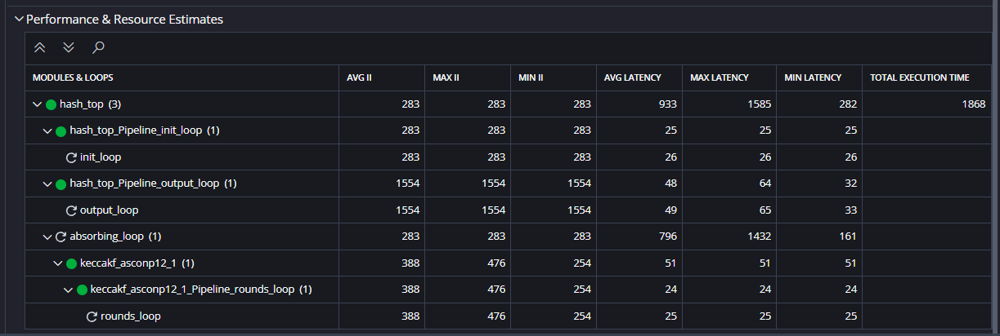 Performance & Resource Estimates
MODULES & LOOPS AVG II MAX II MIN II AVG LATENCY MAX LATENCY MIN LATENCY TOTAL EXECUTION TIME
hash_top (3) 283 283 283 933 1585 282 1868
hash_top_Pipeline_init_loop (1) 283 283 283 25 25 25
init_loop 283 283 283 26 26 26
hash_top_Pipeline_output_loop (1) 1554 1554 1554 48 64 32
output_loop 1554 1554 1554 49 65 33
absorbing_loop (1) 283 283 283 796 1432 161
keccakf_asconp12_1 (1) 388 476 254 51 51 51
keccakf_asconp12_1_Pipeline_rounds_loop (1) 388 476 254 24 24 24
rounds_loop 388 476 254 25 25 25